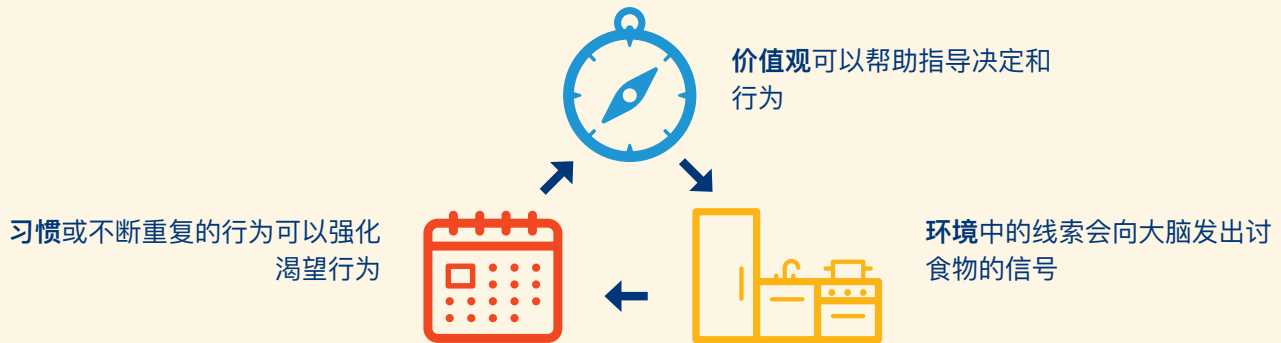 价值观可以帮助指导决定和
行为
习惯或不断重复的行为可以强化
渴望行为
环境中的线索会向大脑发出讨
食物的信号